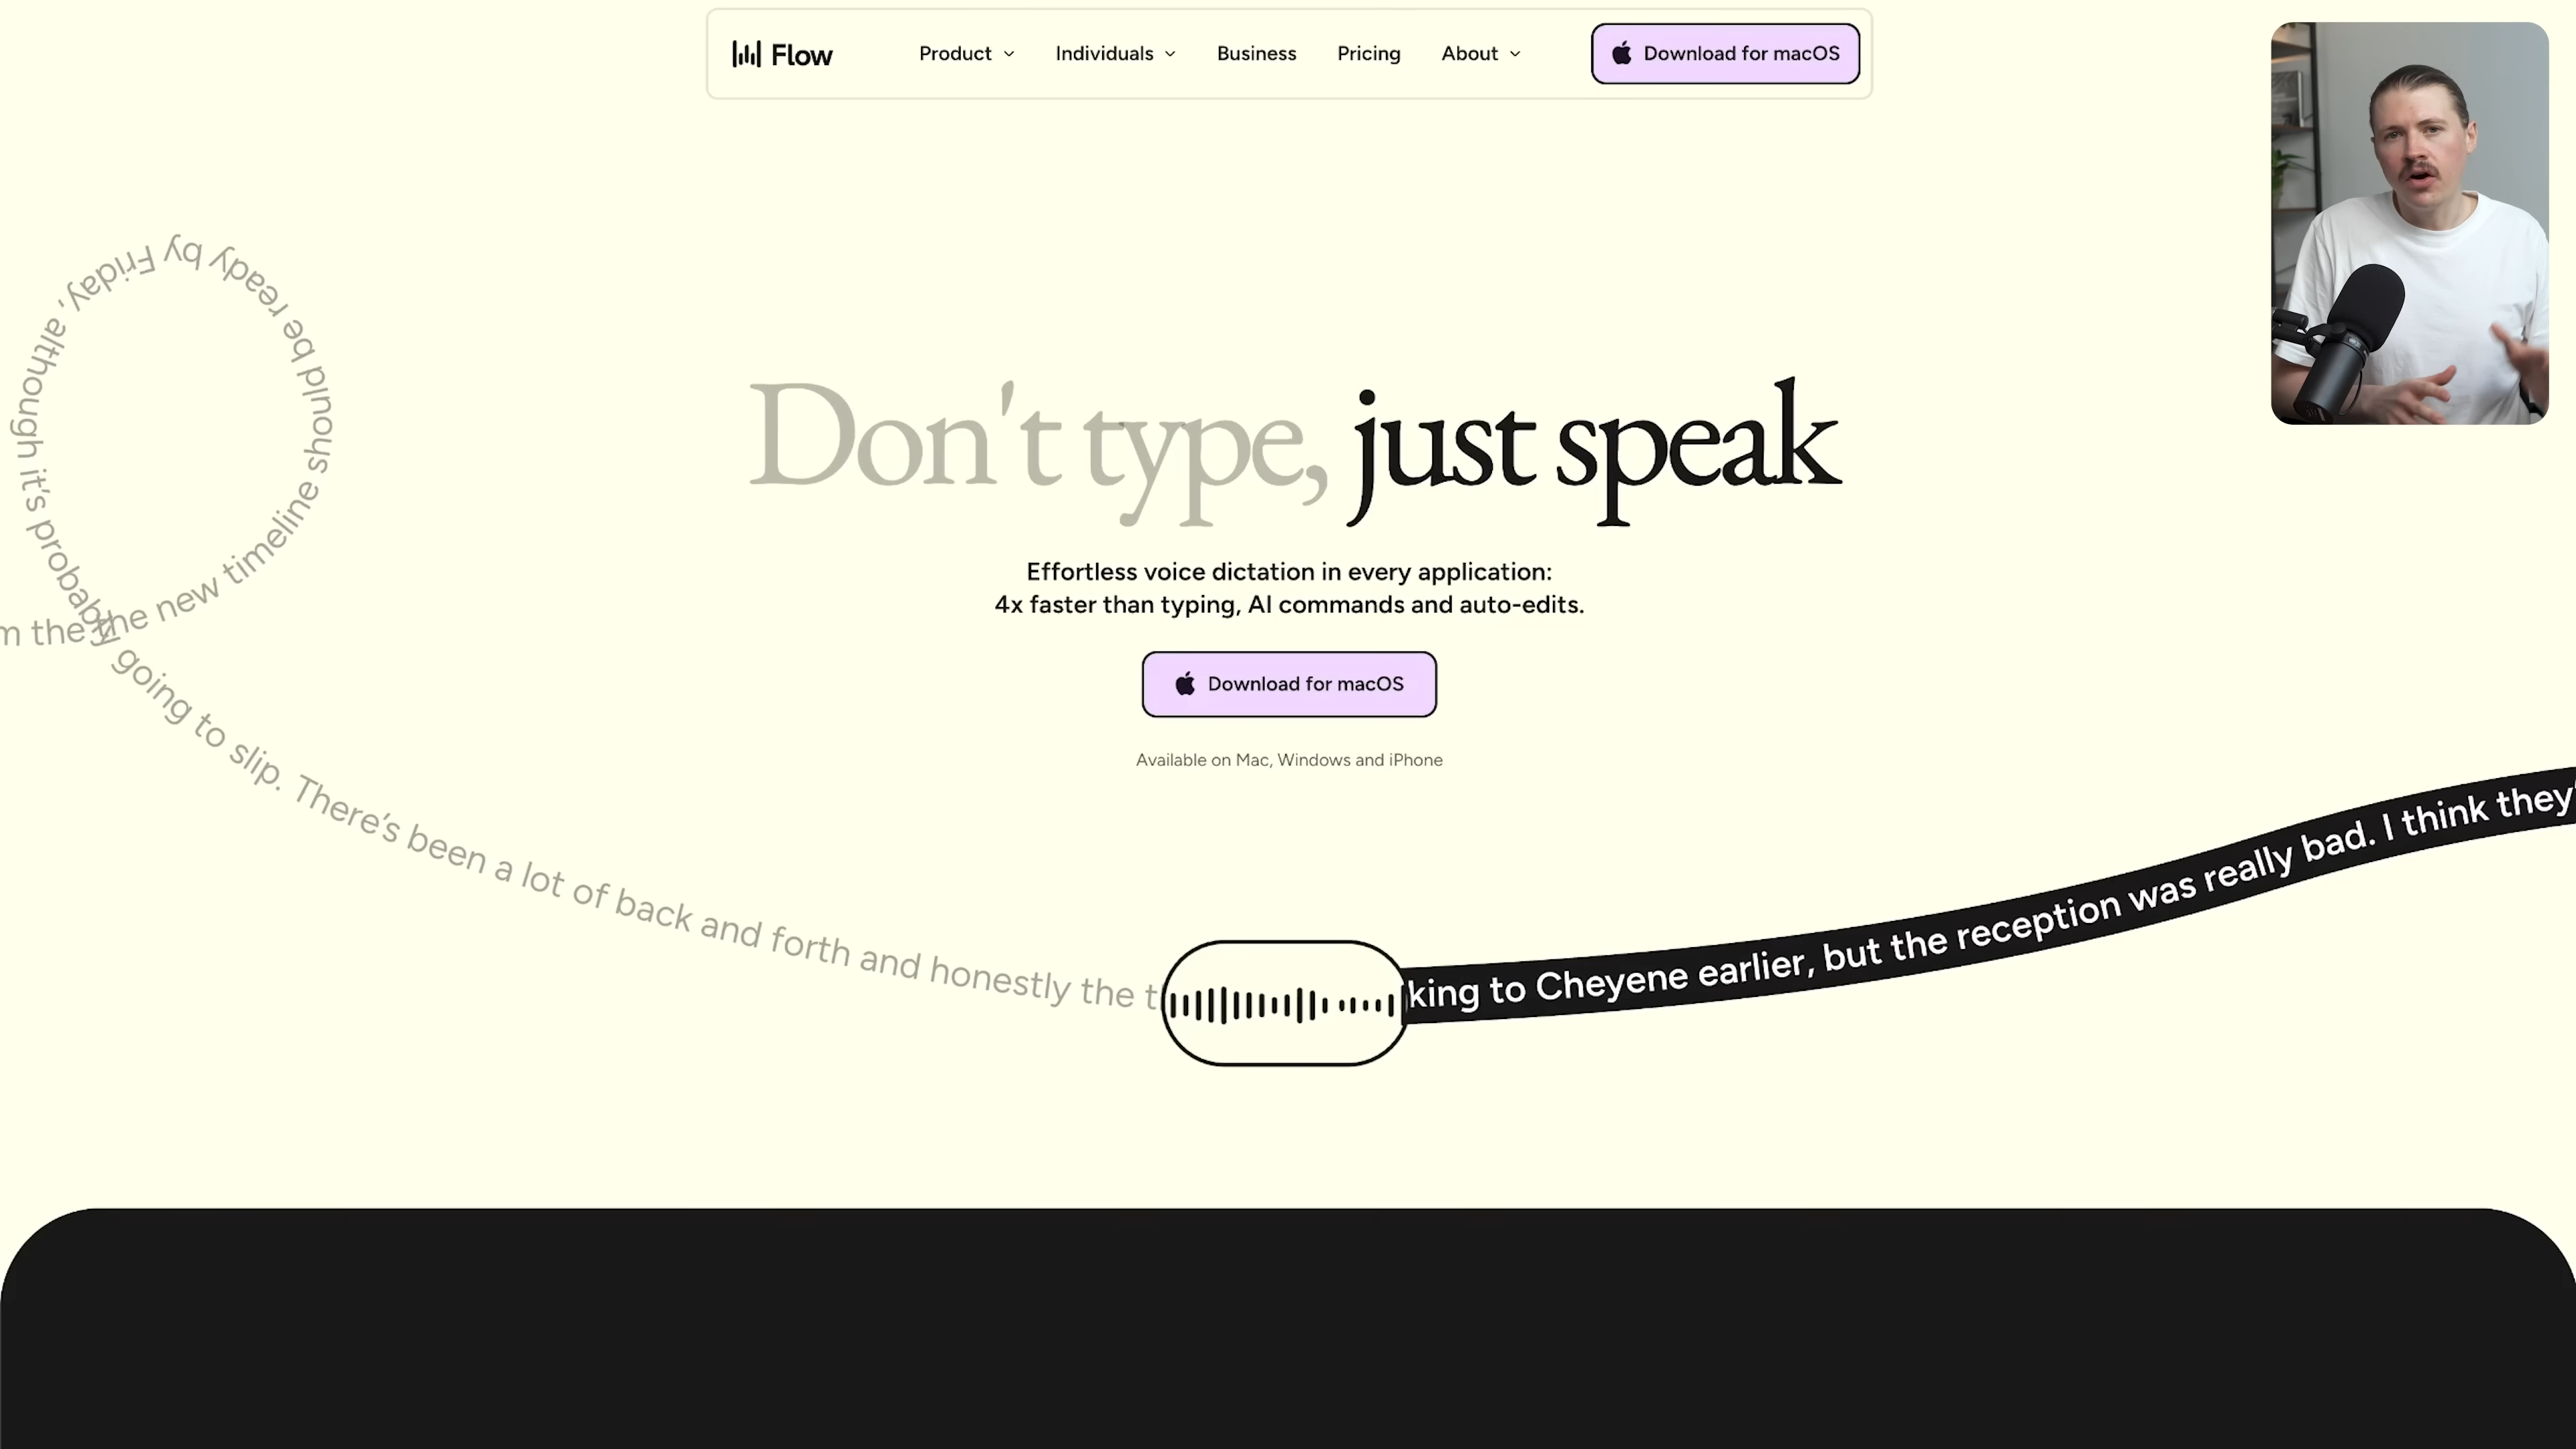 Flow
Product
Individuals
Business
Pricing
About
Download for macOS
Don't type, just speak
Effortless voice dictation in every application:
4x faster than typing, AI commands and auto-edits.
Download for macOS
Available on Mac, Windows and iPhone
m the the new timeline should be ready by Friday, although it's probably going to slip. There's been a lot of back and forth and honestly the t
king to Cheyene earlier, but the reception was really bad. I think they'